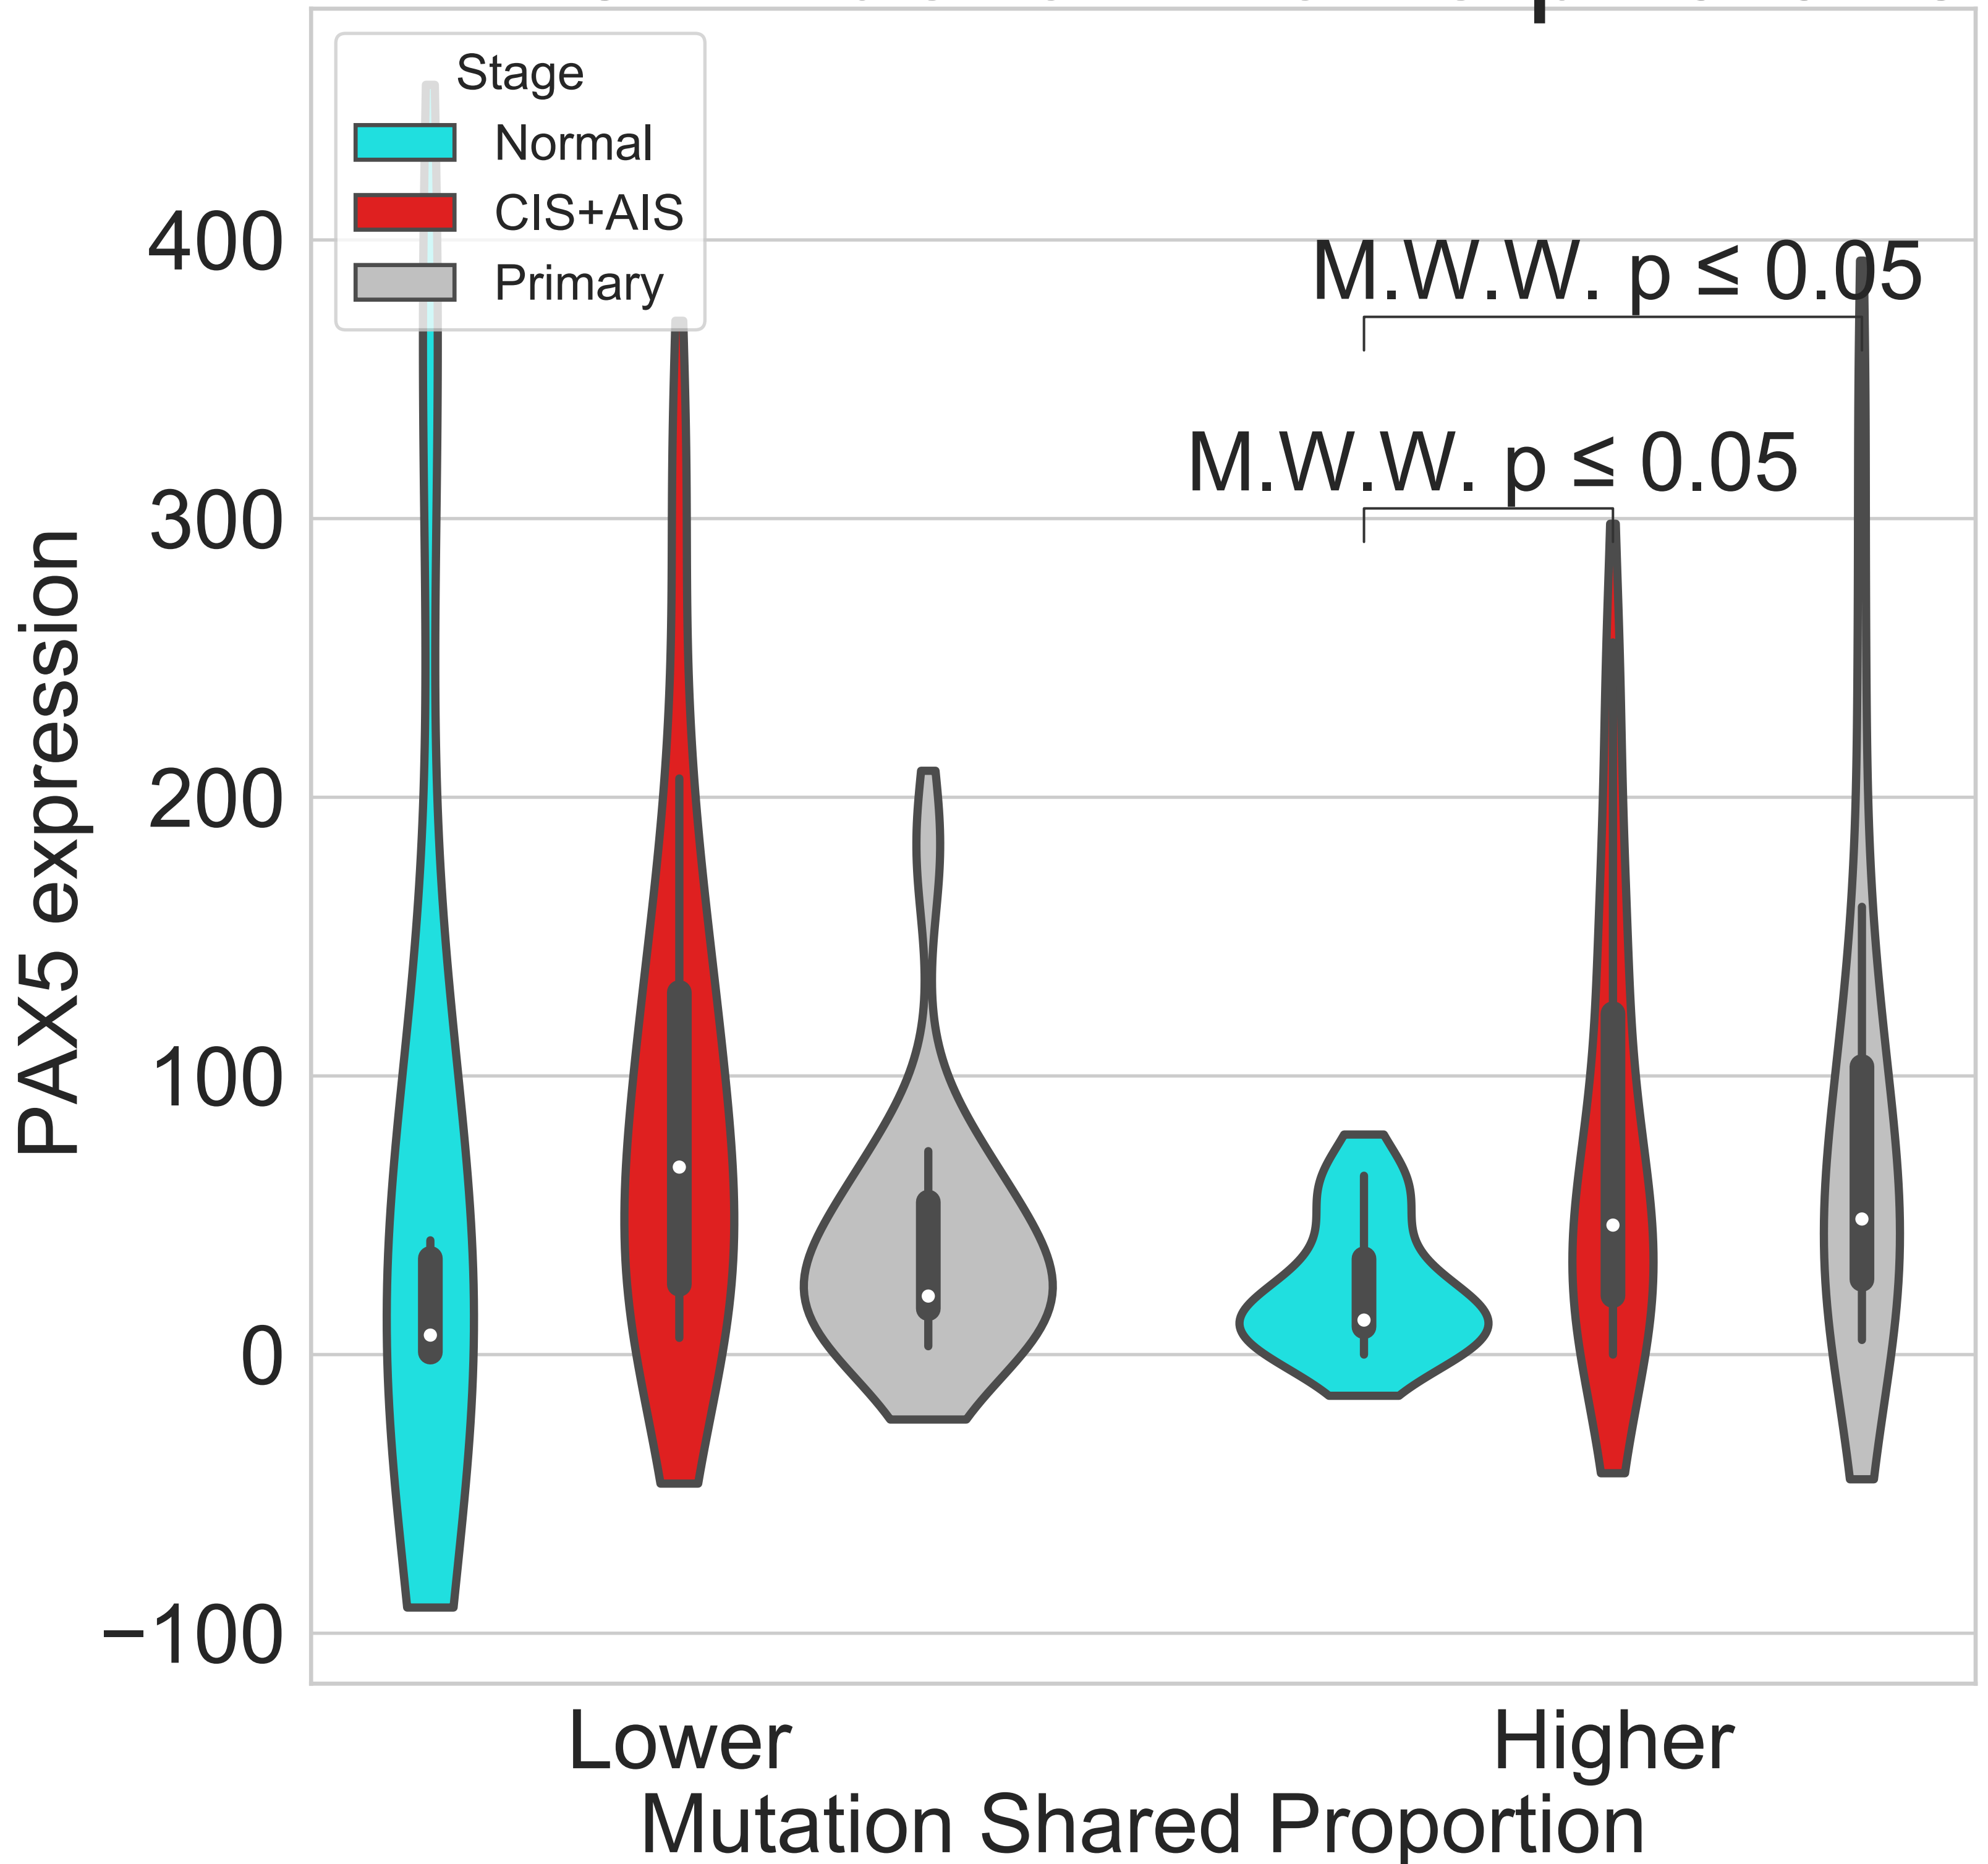 Stage
Normal
CIS+AIS
Primary
M.W.W. p ≤ 0.05
M.W.W. p ≤ 0.05
400
300
200
100
0
−100
PAX5 expression
Lower
Higher
Mutation Shared Proportion